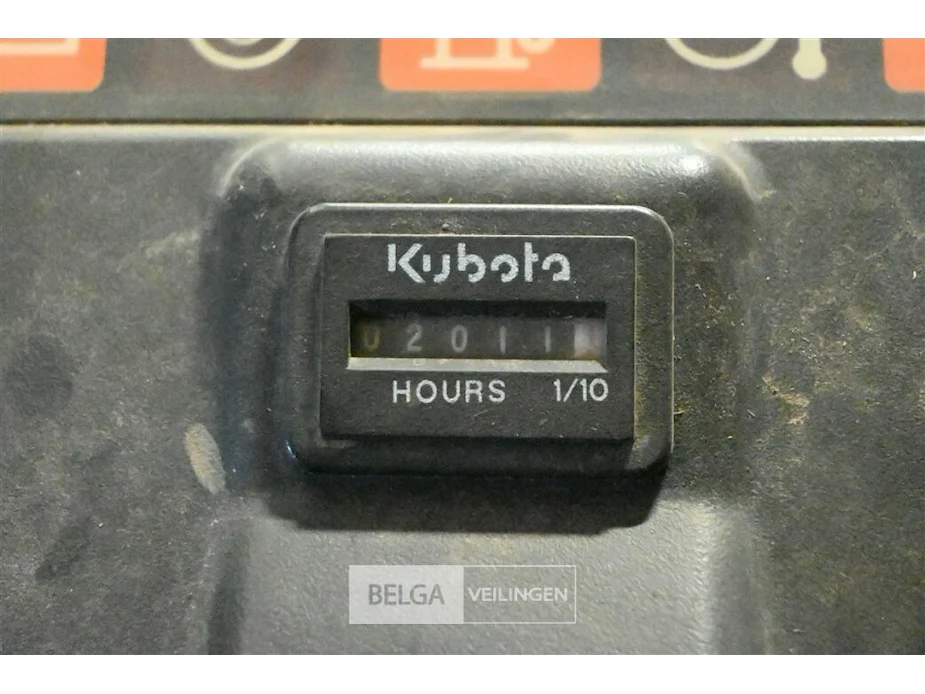 Kubota
02011
HOURS 1/10
BELGA VEILINGEN